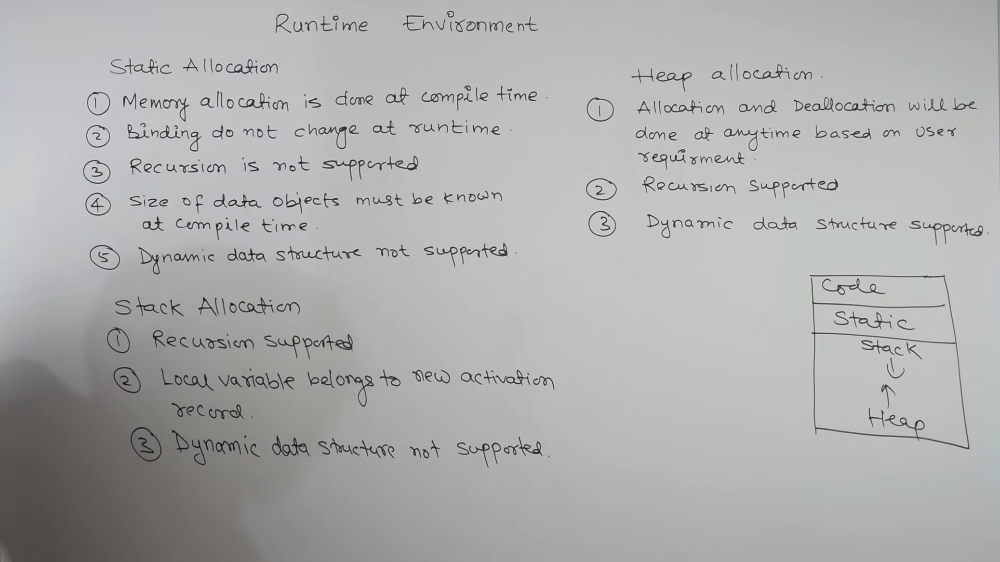 Runtime Environment
Static Allocation
① Memory allocation is done at compile time.
② Binding do not change at runtime.
③ Recursion is not supported
④ Size of data objects must be known
at compile time.
⑤ Dynamic data structure not supported.
Stack Allocation
① Recursion supported
② Local variable belongs to new activation
record.
③ Dynamic data structure not supported.
Heap allocation.
① Allocation and Deallocation will be
done at anytime based on user
requirment.
② Recursion supported
③ Dynamic data structure supported.
Code
Static
Stack
↓
↑
Heap